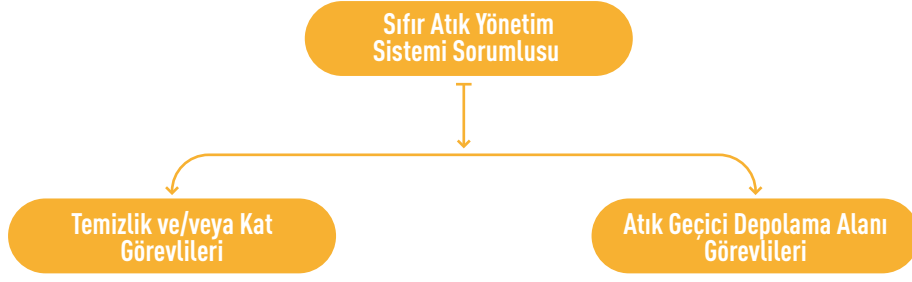 Sıfır Atık Yönetim
Sistemi Sorumlusu
Temizlik ve/veya Kat
Görevlileri
Atık Geçici Depolama Alanı
Görevlileri